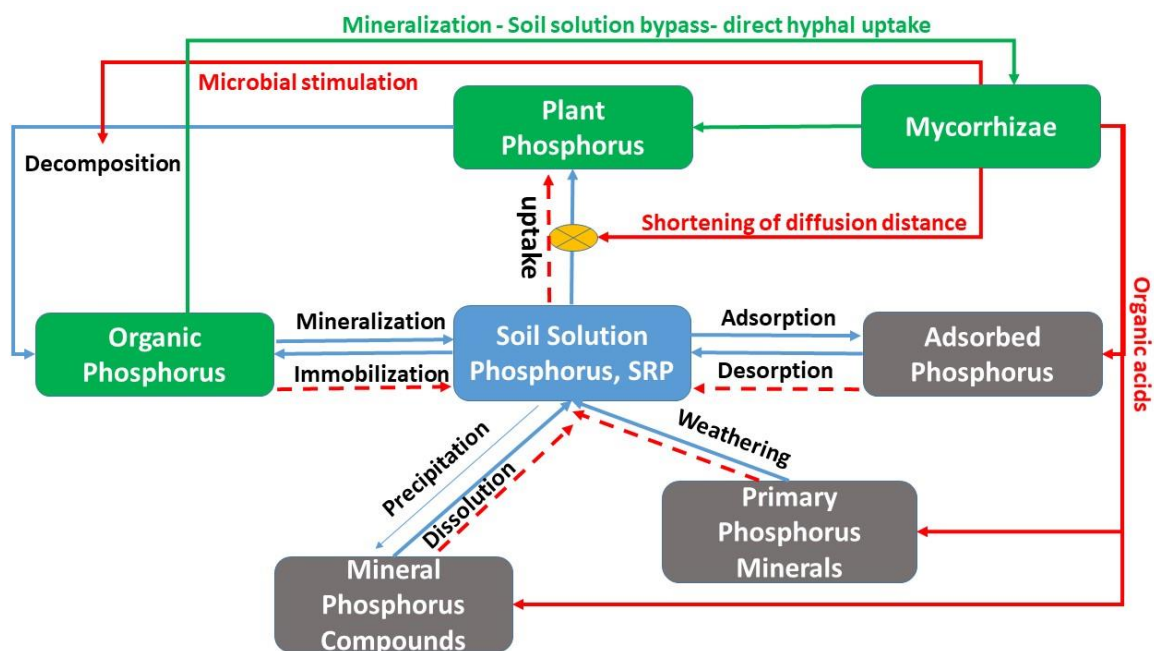 Mineralization - Soil solution bypass- direct hyphal uptake
Microbial stimulation
Plant
Phosphorus
Mycorrhizae
Decomposition
uptake
Shortening of diffusion distance
Organic acids
Organic
Phosphorus
Mineralization
Immobilization
Soil Solution
Phosphorus, SRP
Adsorption
Desorption
Adsorbed
Phosphorus
Precipitation
Dissolution
Weathering
Primary
Phosphorus
Minerals
Mineral
Phosphorus
Compounds